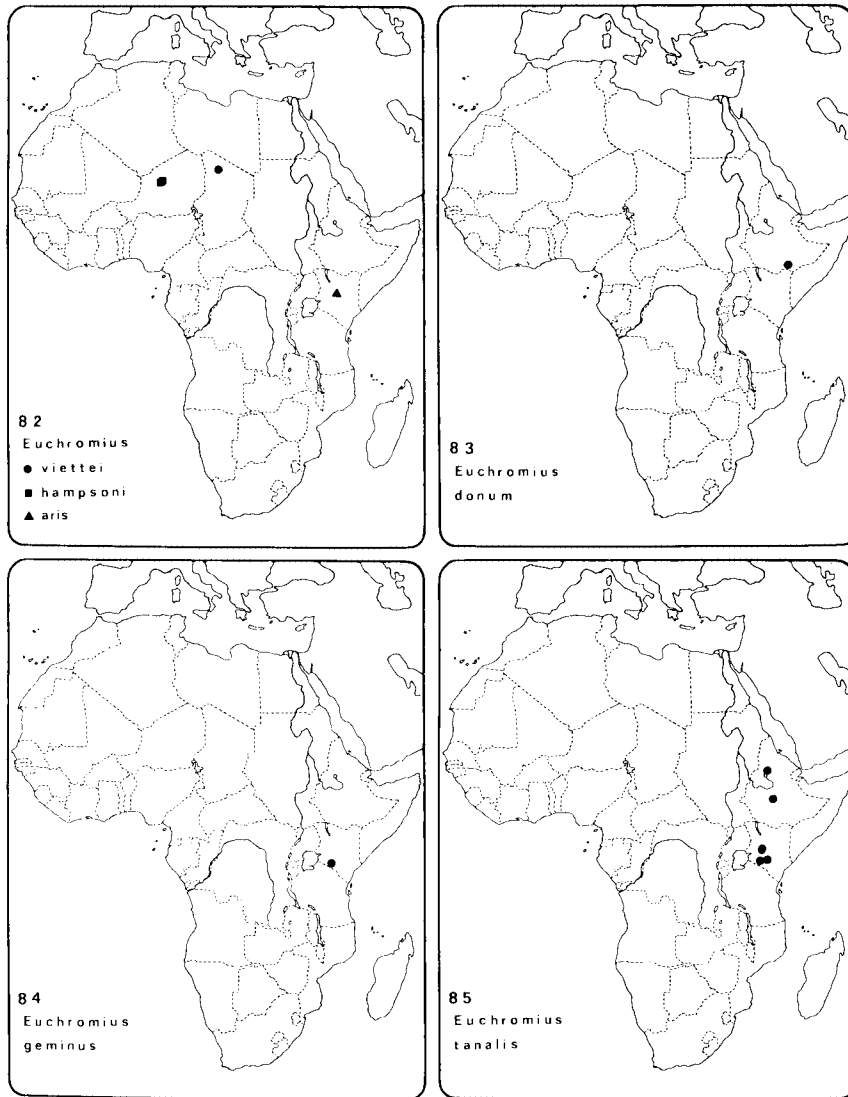 82
Euchromius
● viettei
■ hampsoni
▲ aris
83
Euchromius
donum
84
Euchromius
geminus
85
Euchromius
tanalis